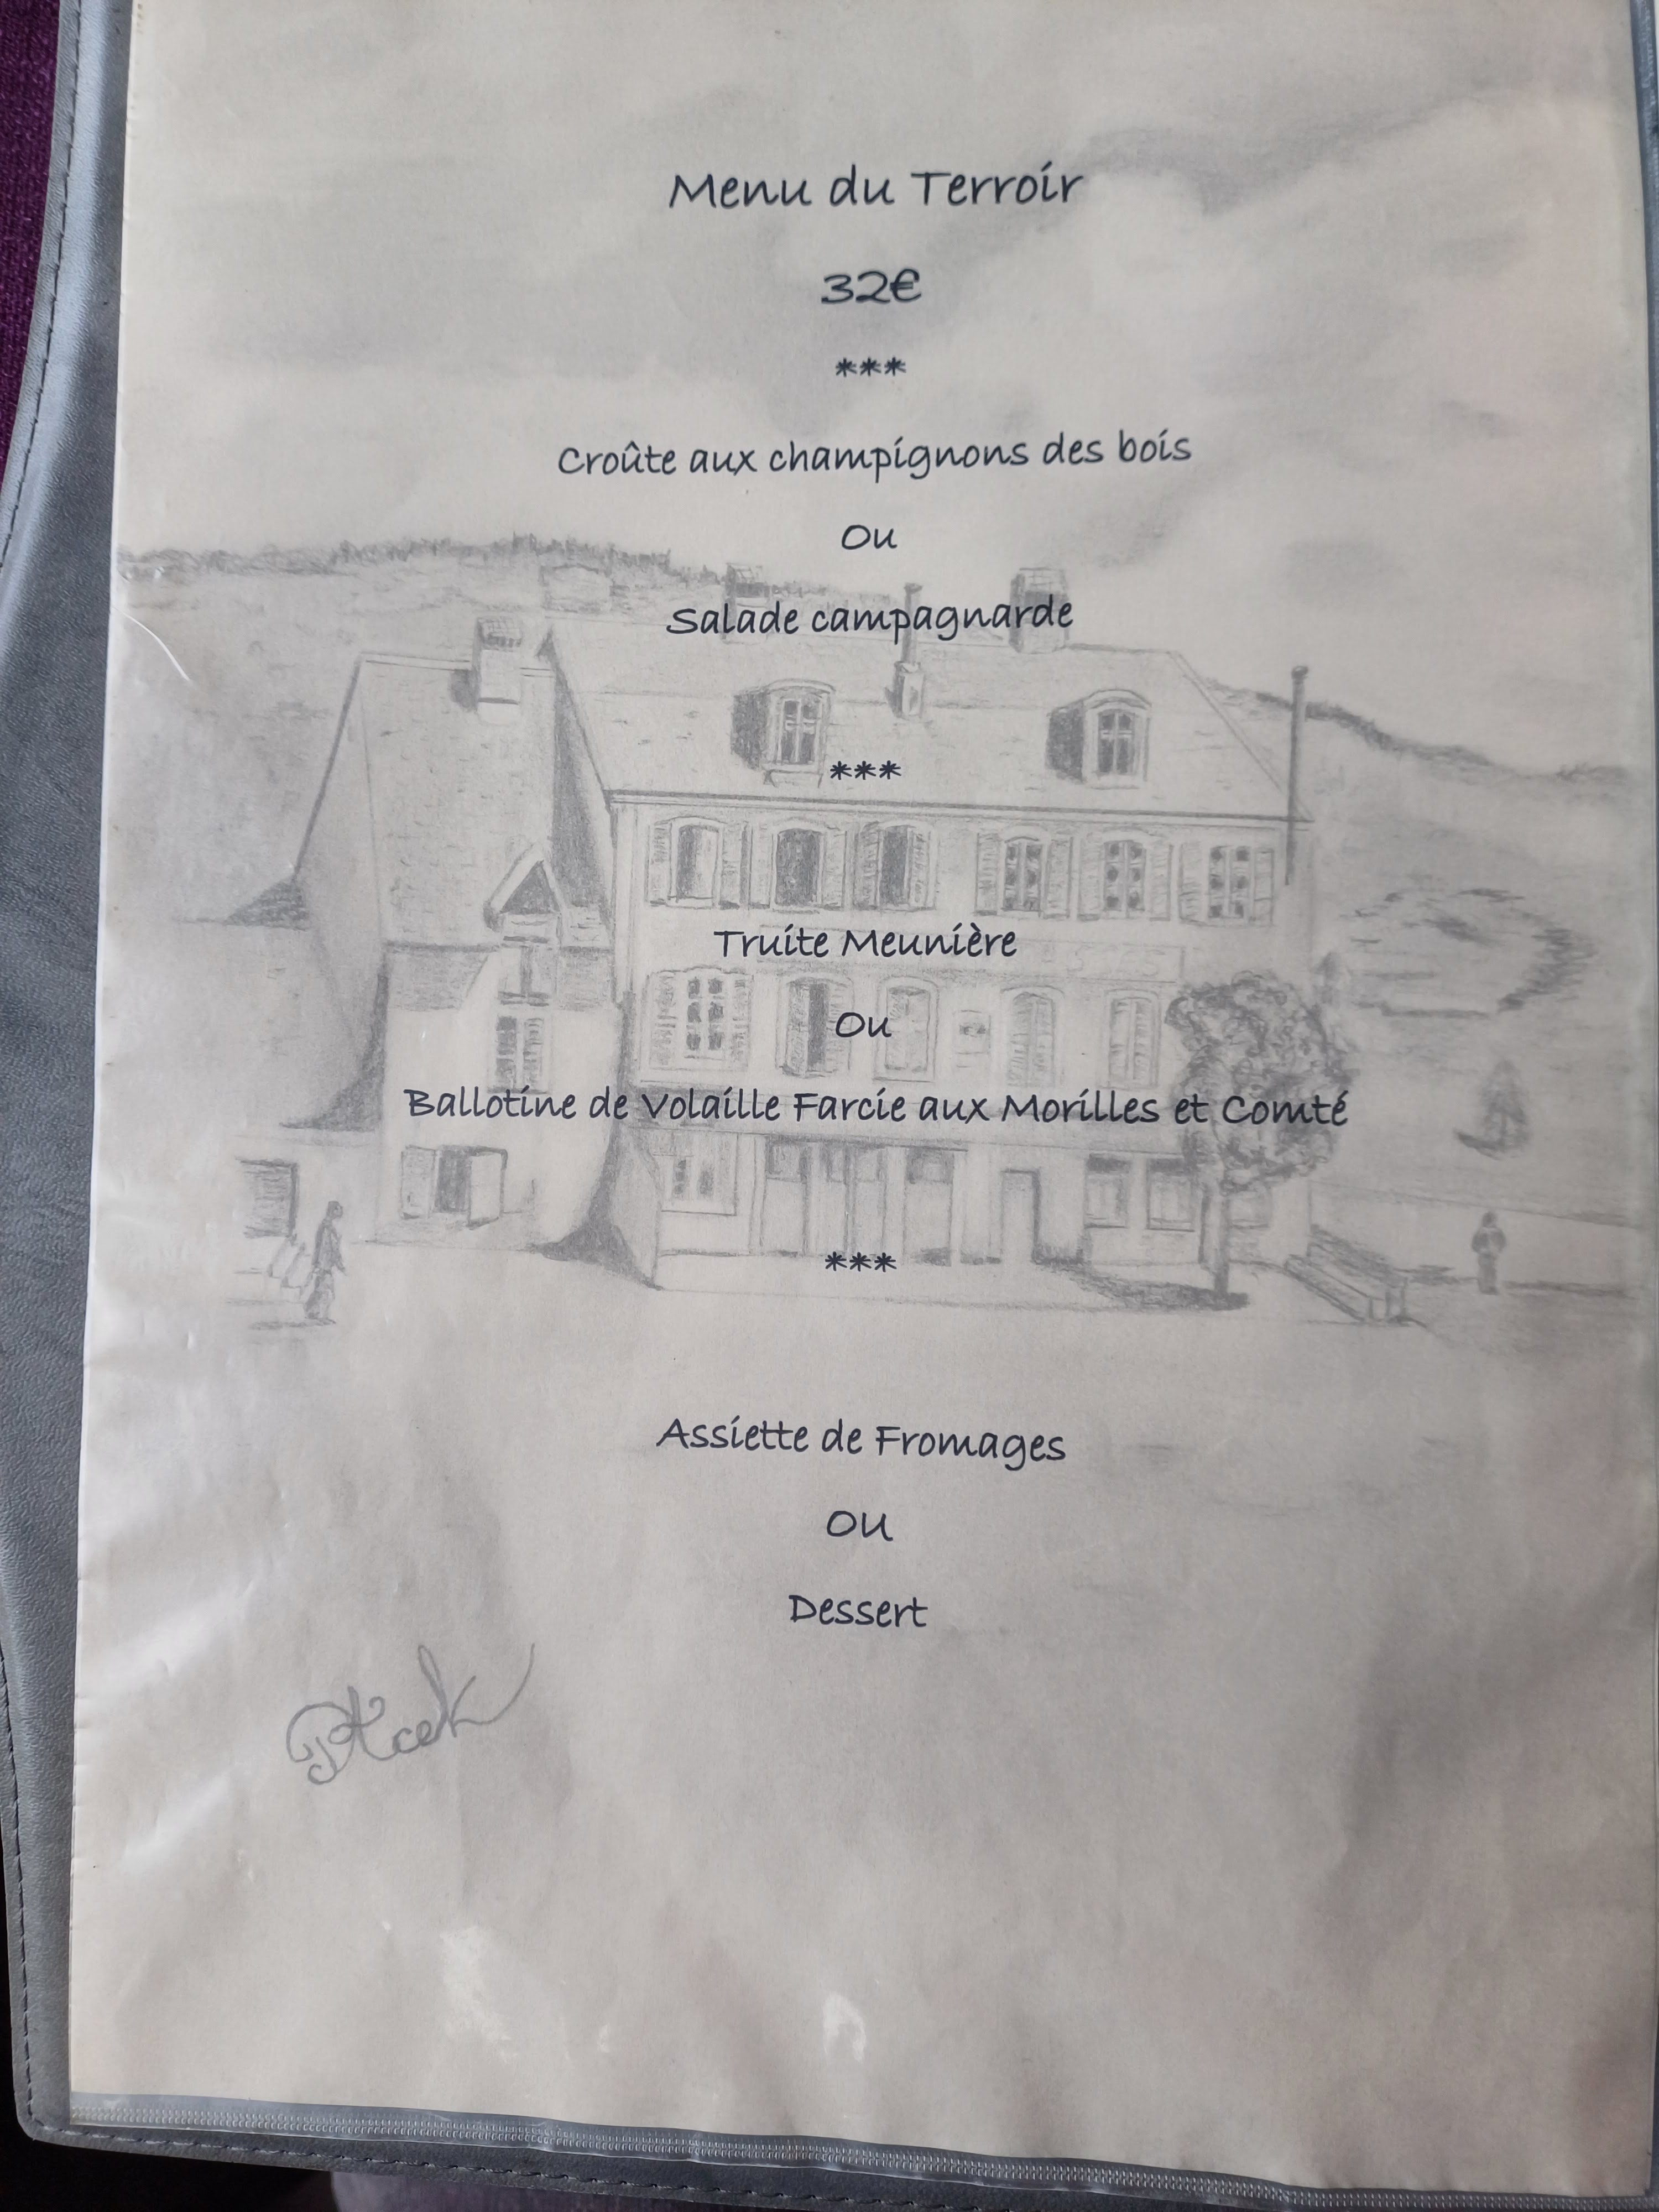 Menu du Terroir
32€
***
Croûte aux champignons des bois
Ou
Salade campagnarde
***
Truite Meunière
Ou
Ballotine de Volaille Farcie aux Morilles et Comté
***
Assiette de Fromages
OU
Dessert